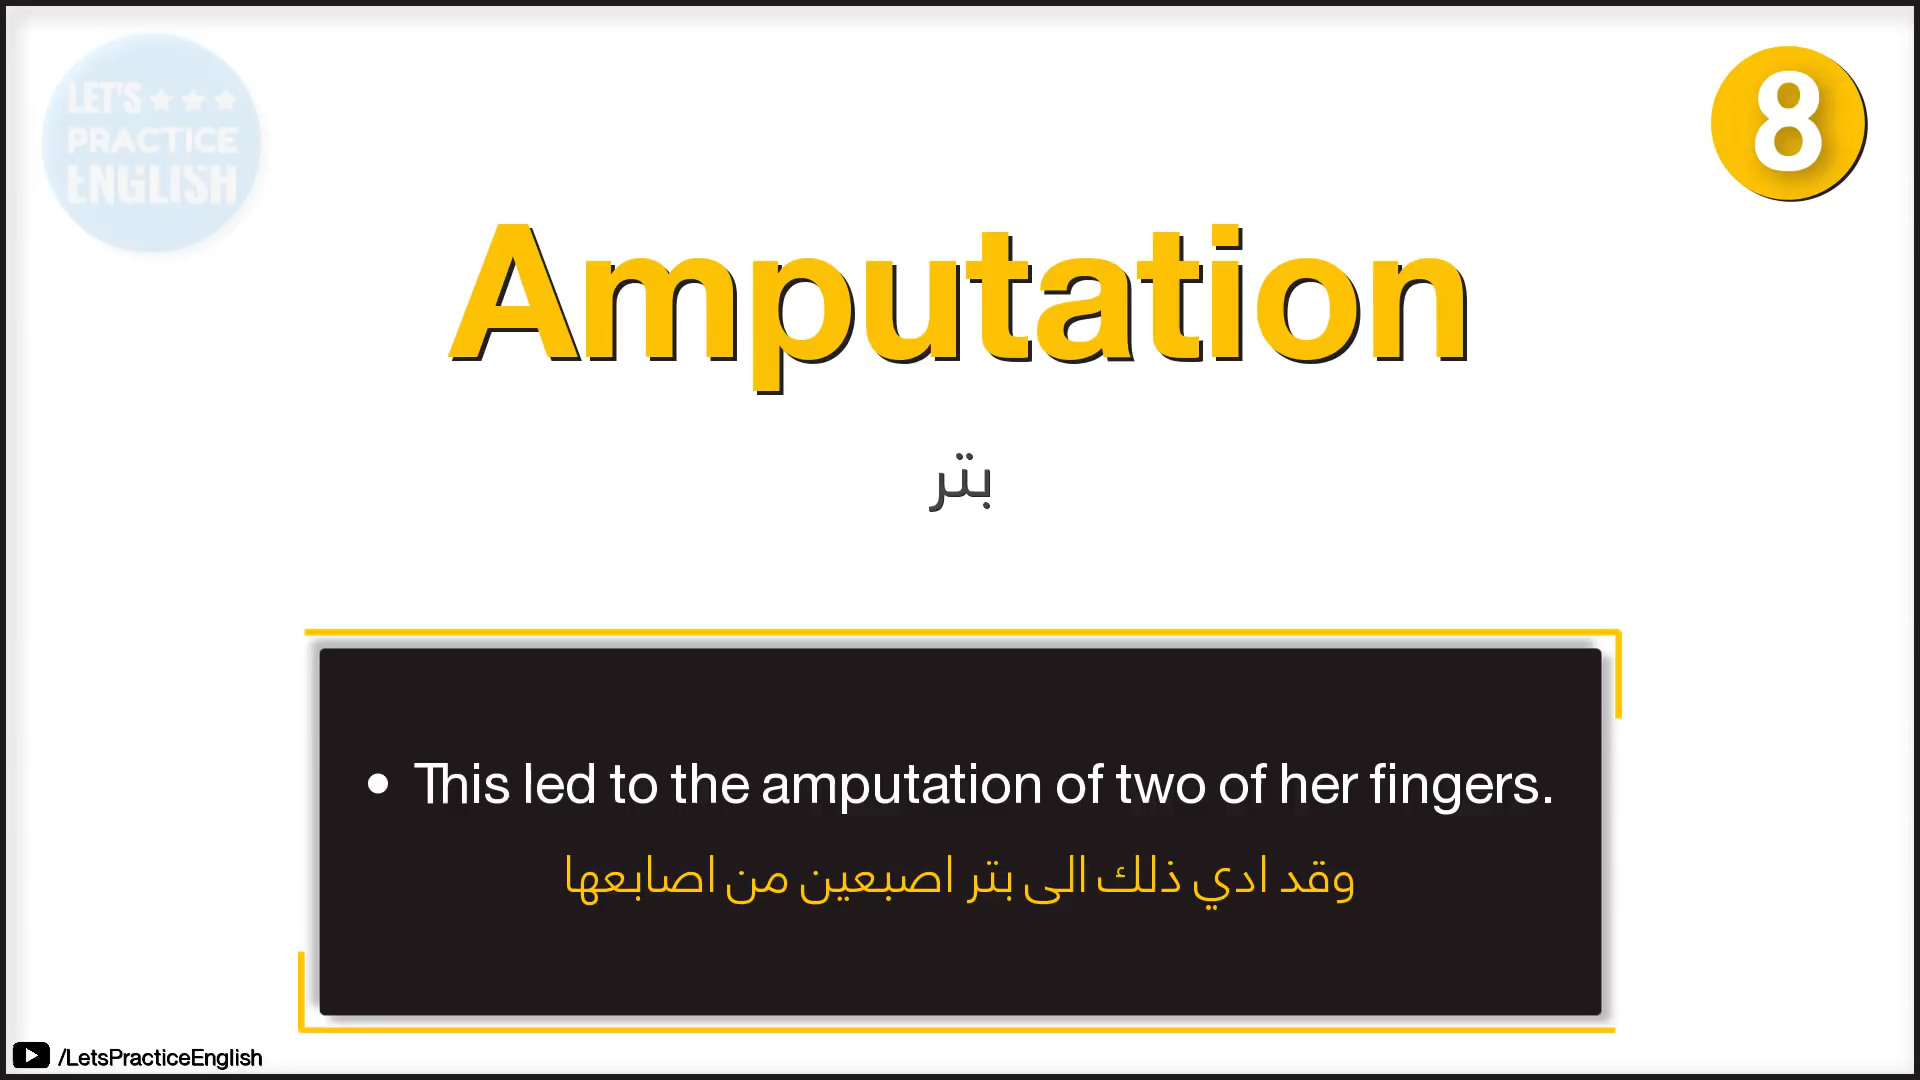 LET'S
PRACTICE
ENGLISH
8
Amputation
بتر
• This led to the amputation of two of her fingers.
وقد ادي ذلك الى بتر اصبعين من اصابعها
/LetsPracticeEnglish